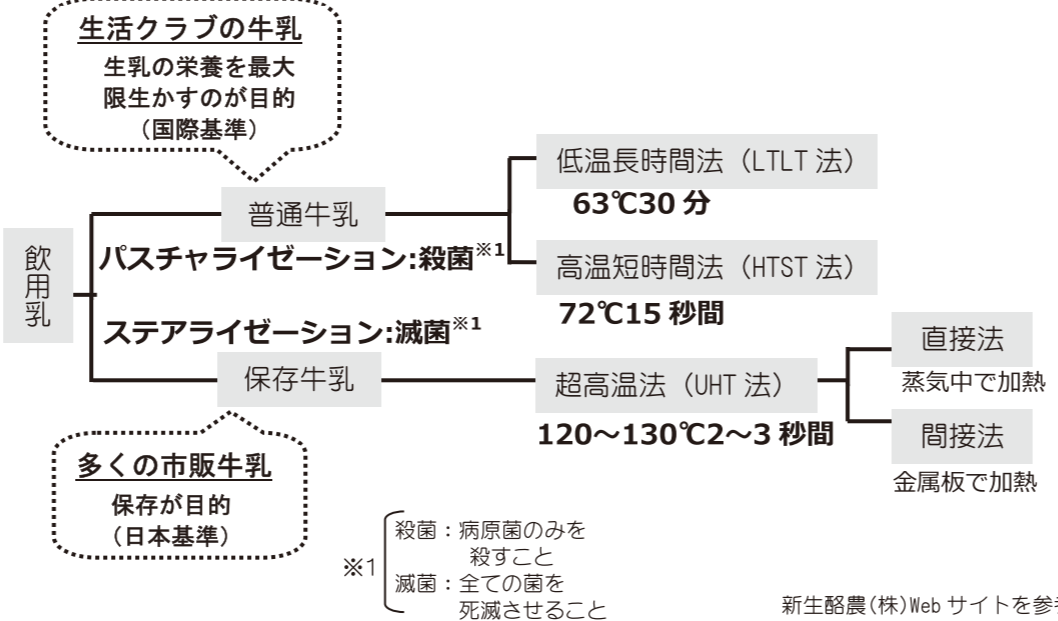 生活クラブの牛乳
生乳の栄養を最大
限生かすのが目的
（国際基準）
飲用乳
普通牛乳
パスチャライゼーション:殺菌※1
低温長時間法（LTLT 法）
63℃30 分
高温短時間法（HTST 法）
72℃15 秒間
ステアライゼーション:滅菌※1
保存牛乳
超高温法（UHT 法）
120～130℃2～3 秒間
直接法
蒸気中で加熱
間接法
金属板で加熱
多くの市販牛乳
保存が目的
（日本基準）
※1
殺菌：病原菌のみを
殺すこと
滅菌：全ての菌を
死滅させること
新生酪農(株)Web サイトを参